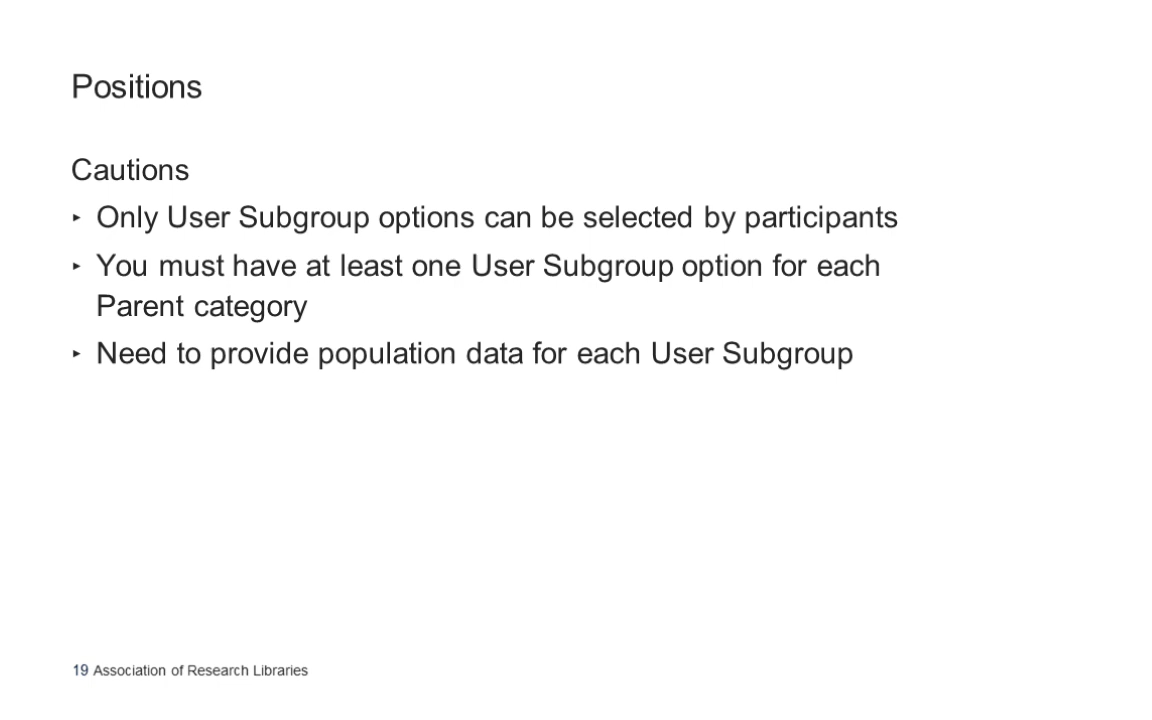 Positions
Cautions
‣ Only User Subgroup options can be selected by participants
‣ You must have at least one User Subgroup option for each
Parent category
‣ Need to provide population data for each User Subgroup
19 Association of Research Libraries